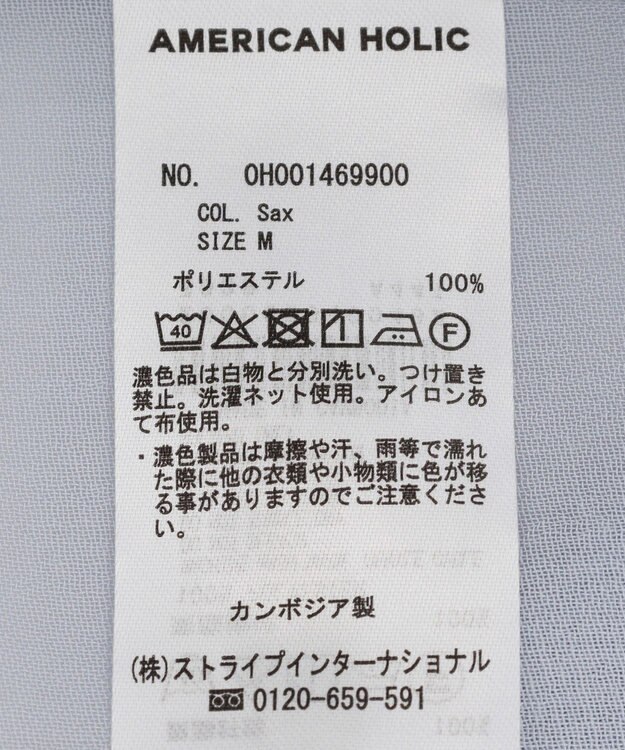 AMERICAN HOLIC
NO. 0H001469900
COL. Sax
SIZE M
ポリエステル 100%
40
F
濃色品は白物と分別洗い。つけ置き
禁止。洗濯ネット使用。アイロンあ
て布使用。
・濃色製品は摩擦や汗、雨等で濡れ
た際に他の衣類や小物類に色が移
る事がありますのでご注意くださ
い。
カンボジア製
(株)ストライプインターナショナル
0120-659-591